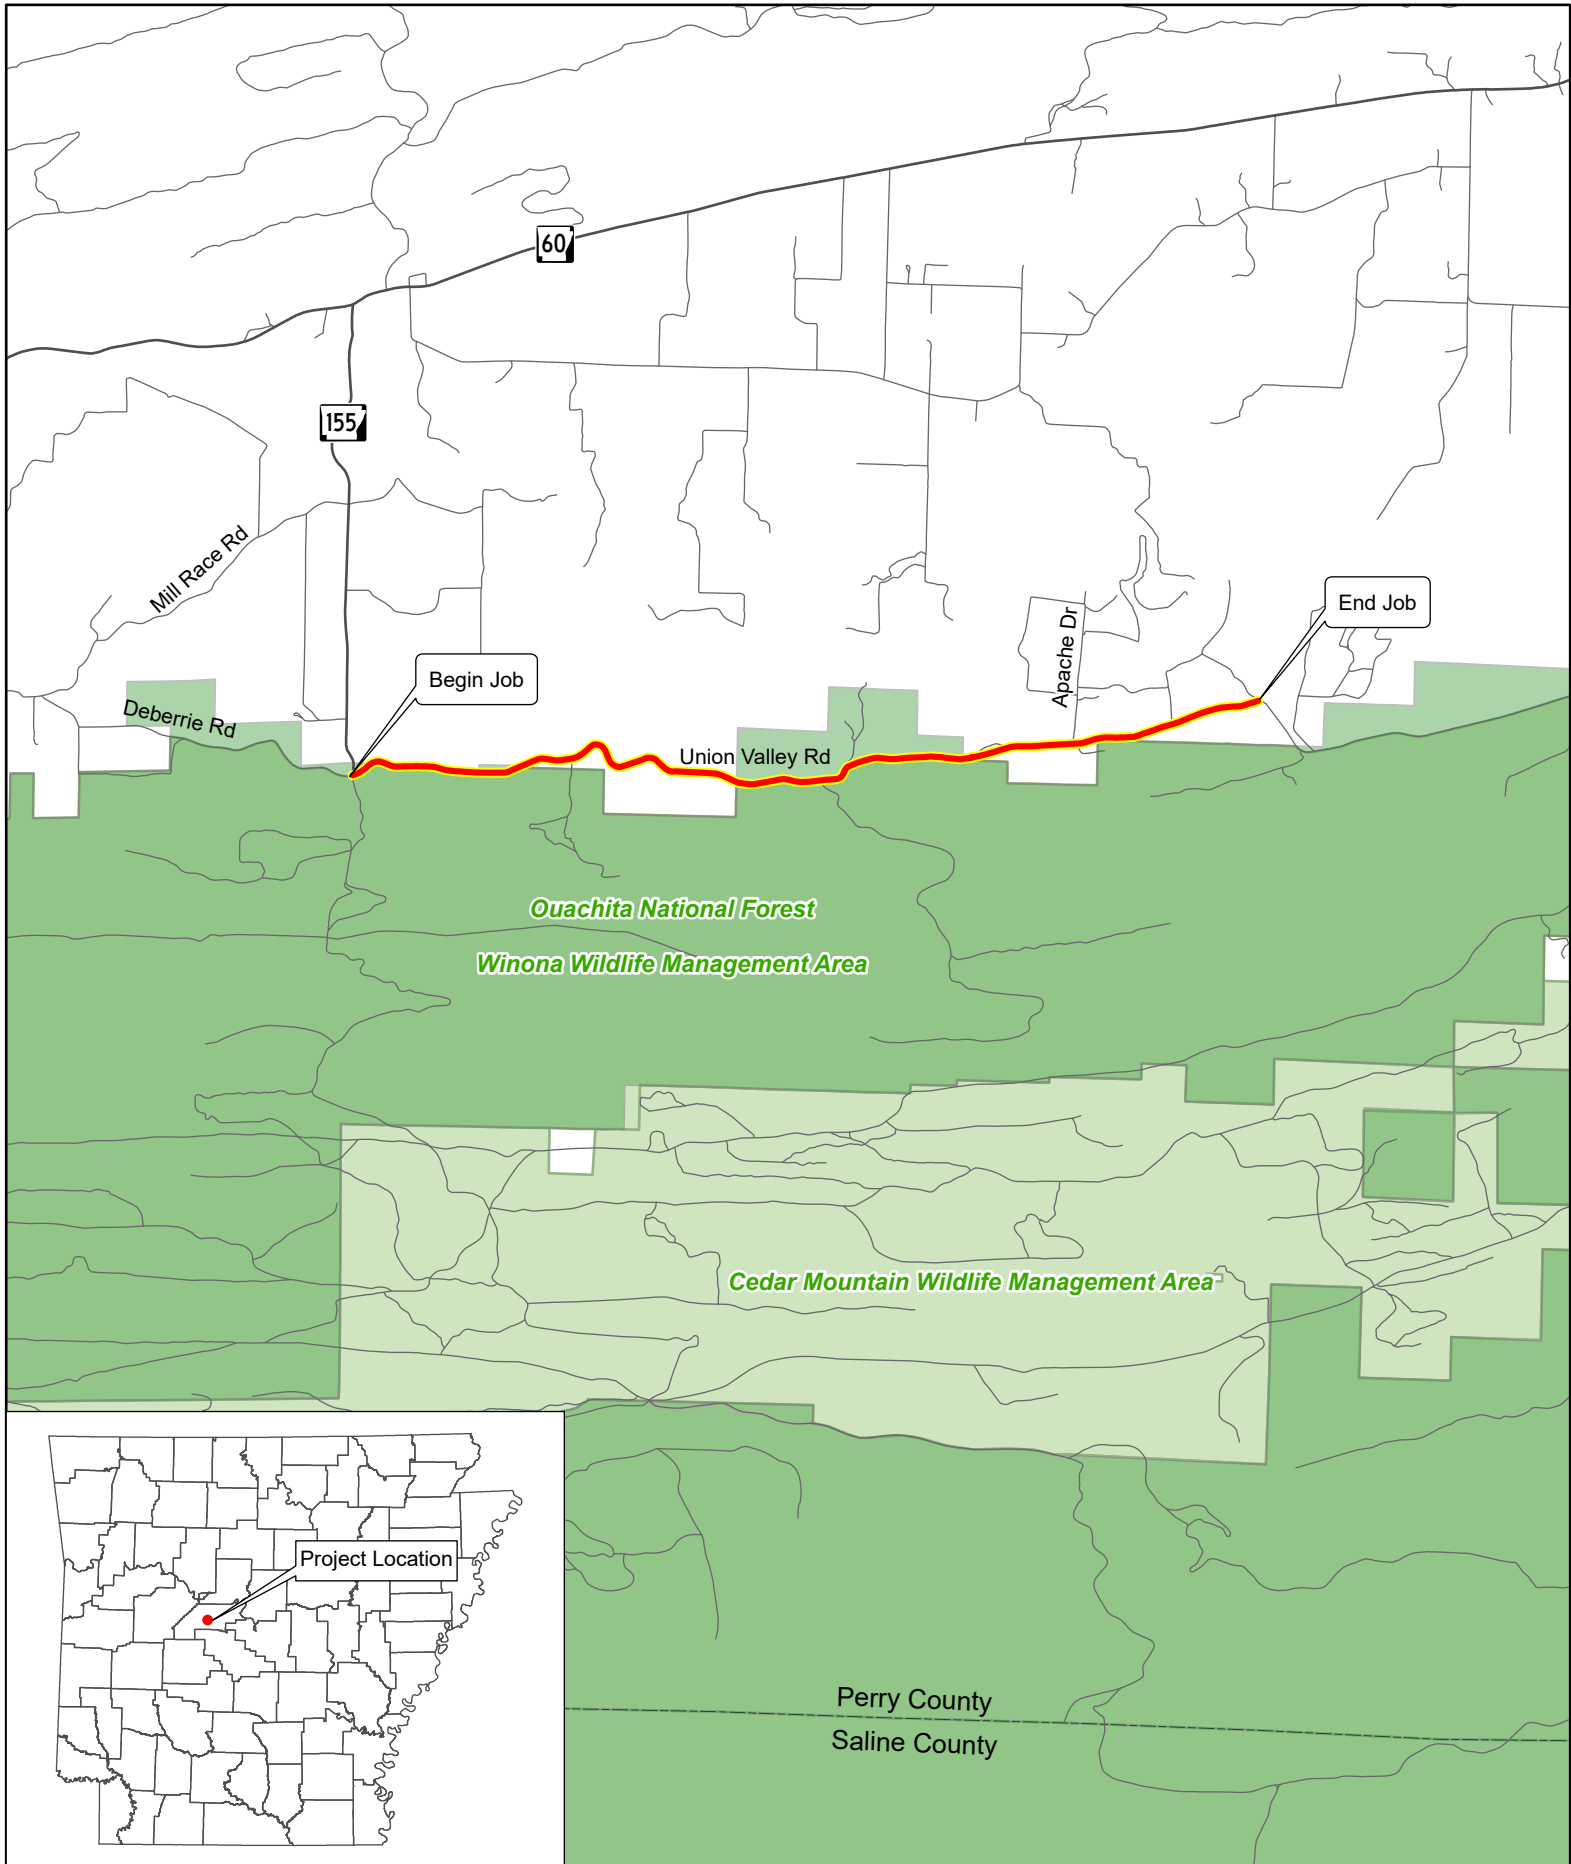 60
155
Mill Race Rd
End Job
Apache Dr
Begin Job
Deberrie Rd
Union Valley Rd
Ouachita National Forest
Winona Wildlife Management Area
Cedar Mountain Wildlife Management Area
Project Location
Perry County
Saline County